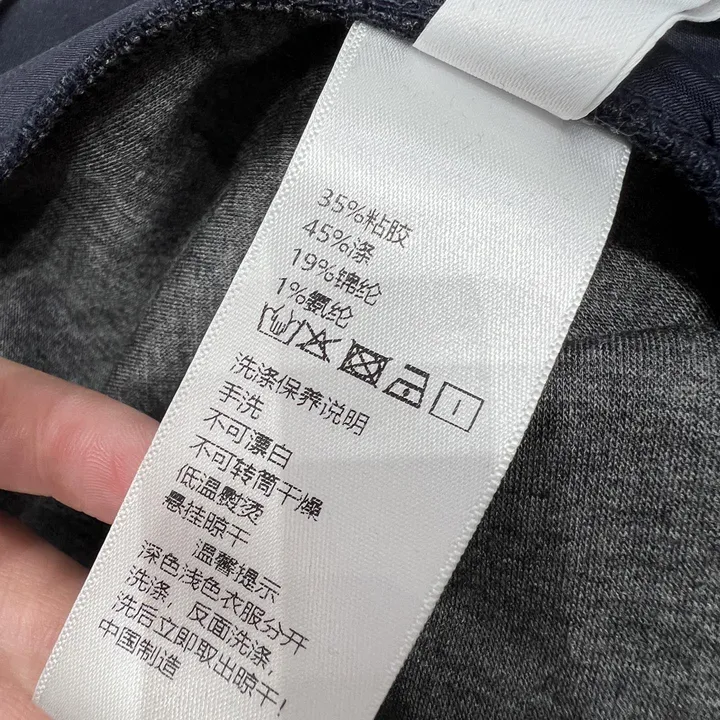 35%粘胶
45%涤
19%锦纶
1%氨纶
洗涤保养说明
手洗
不可漂白
不可转筒干燥
低温熨烫
悬挂晾干
温馨提示
深色浅色衣服分开
洗涤，反面洗涤，
洗后立即取出晾干！
中国制造